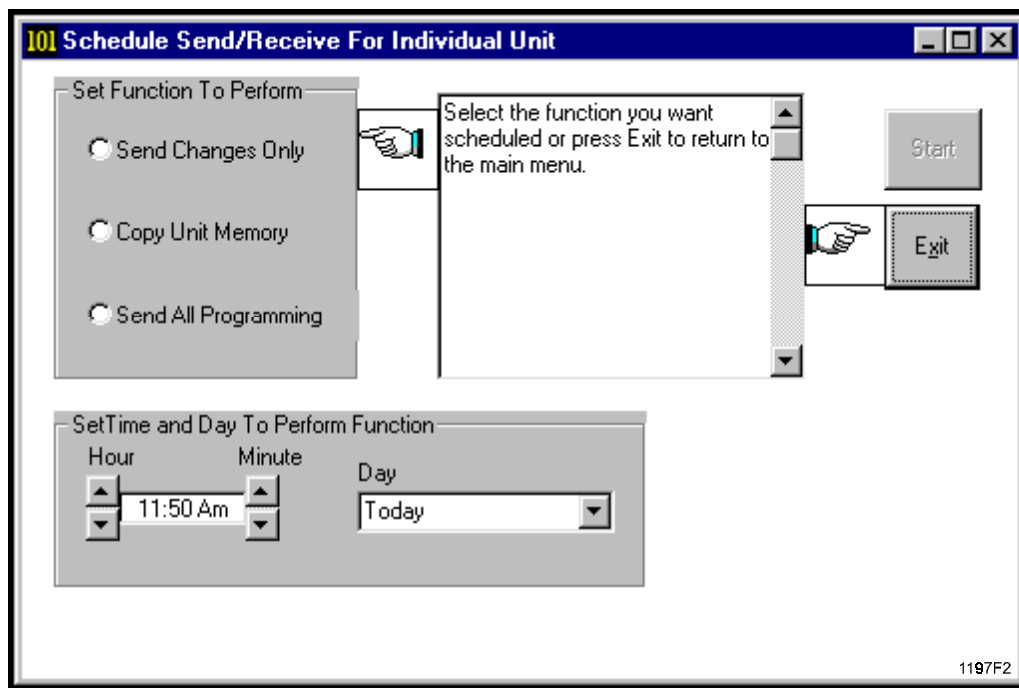 101 Schedule Send/Receive For Individual Unit
Set Function To Perform
Send Changes Only
Copy Unit Memory
Send All Programming
Select the function you want
scheduled or press Exit to return to
the main menu.
Start
Exit
SetTime and Day To Perform Function
Hour
Minute
11:50 Am
Day
Today
1197F2